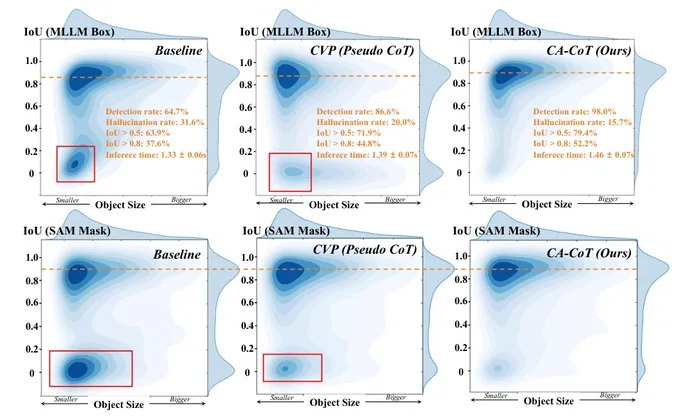 IoU (MLLM Box)
Baseline
1.0
0.8
0.6
0.4
0.2
0
Detection rate: 64.7%
Hallucination rate: 31.6%
IoU > 0.5: 63.9%
IoU > 0.8: 37.6%
Inferece time: 1.33 ± 0.06s
Smaller
Object Size
Bigger
IoU (MLLM Box)
CVP (Pseudo CoT)
1.0
0.8
0.6
0.4
0.2
0
Detection rate: 86.6%
Hallucination rate: 20.0%
IoU > 0.5: 71.9%
IoU > 0.8: 44.8%
Inferece time: 1.39 ± 0.07s
Smaller
Object Size
Bigger
IoU (MLLM Box)
CA-CoT (Ours)
1.0
0.8
0.6
0.4
0.2
0
Detection rate: 98.0%
Hallucination rate: 15.7%
IoU > 0.5: 79.4%
IoU > 0.8: 52.2%
Inferece time: 1.46 ± 0.07s
Smaller
Object Size
Bigger
IoU (SAM Mask)
Baseline
1.0
0.8
0.6
0.4
0.2
0
Smaller
Object Size
Bigger
IoU (SAM Mask)
CVP (Pseudo CoT)
1.0
0.8
0.6
0.4
0.2
0
Smaller
Object Size
Bigger
IoU (SAM Mask)
CA-CoT (Ours)
1.0
0.8
0.6
0.4
0.2
0
Smaller
Object Size
Bigger